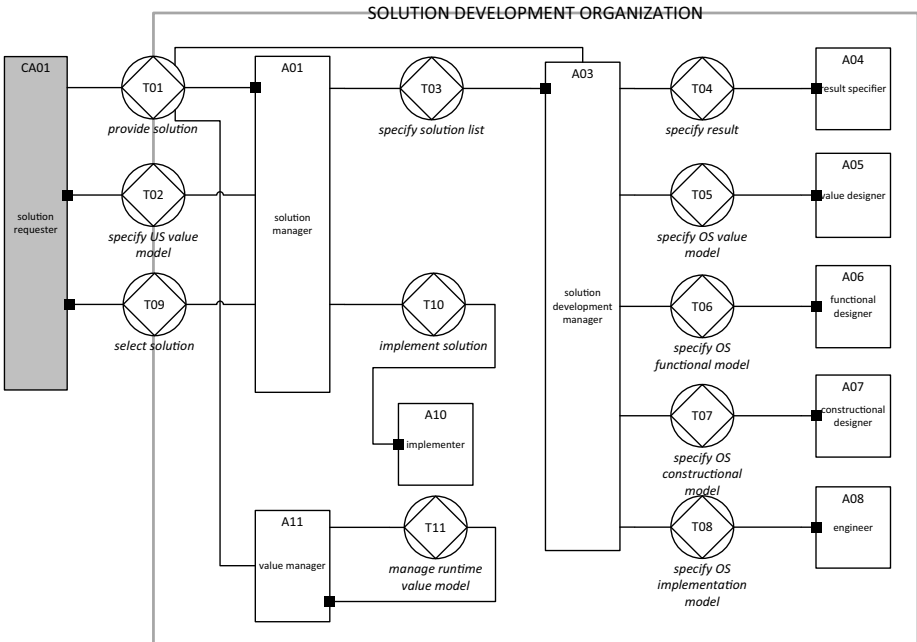 SOLUTION DEVELOPMENT ORGANIZATION
CA01
solution
requester
T01
provide solution
T02
specify US value
model
T09
select solution
A01
solution
manager
T03
specify solution list
T10
implement solution
A10
implementer
A11
value manager
T11
manage runtime
value model
A03
solution
development
manager
T04
specify result
T05
specify OS value
model
T06
specify OS
functional model
T07
specify OS
constructional
model
T08
specify OS
implementation
model
A04
result specifier
A05
value designer
A06
functional
designer
A07
constructional
designer
A08
engineer